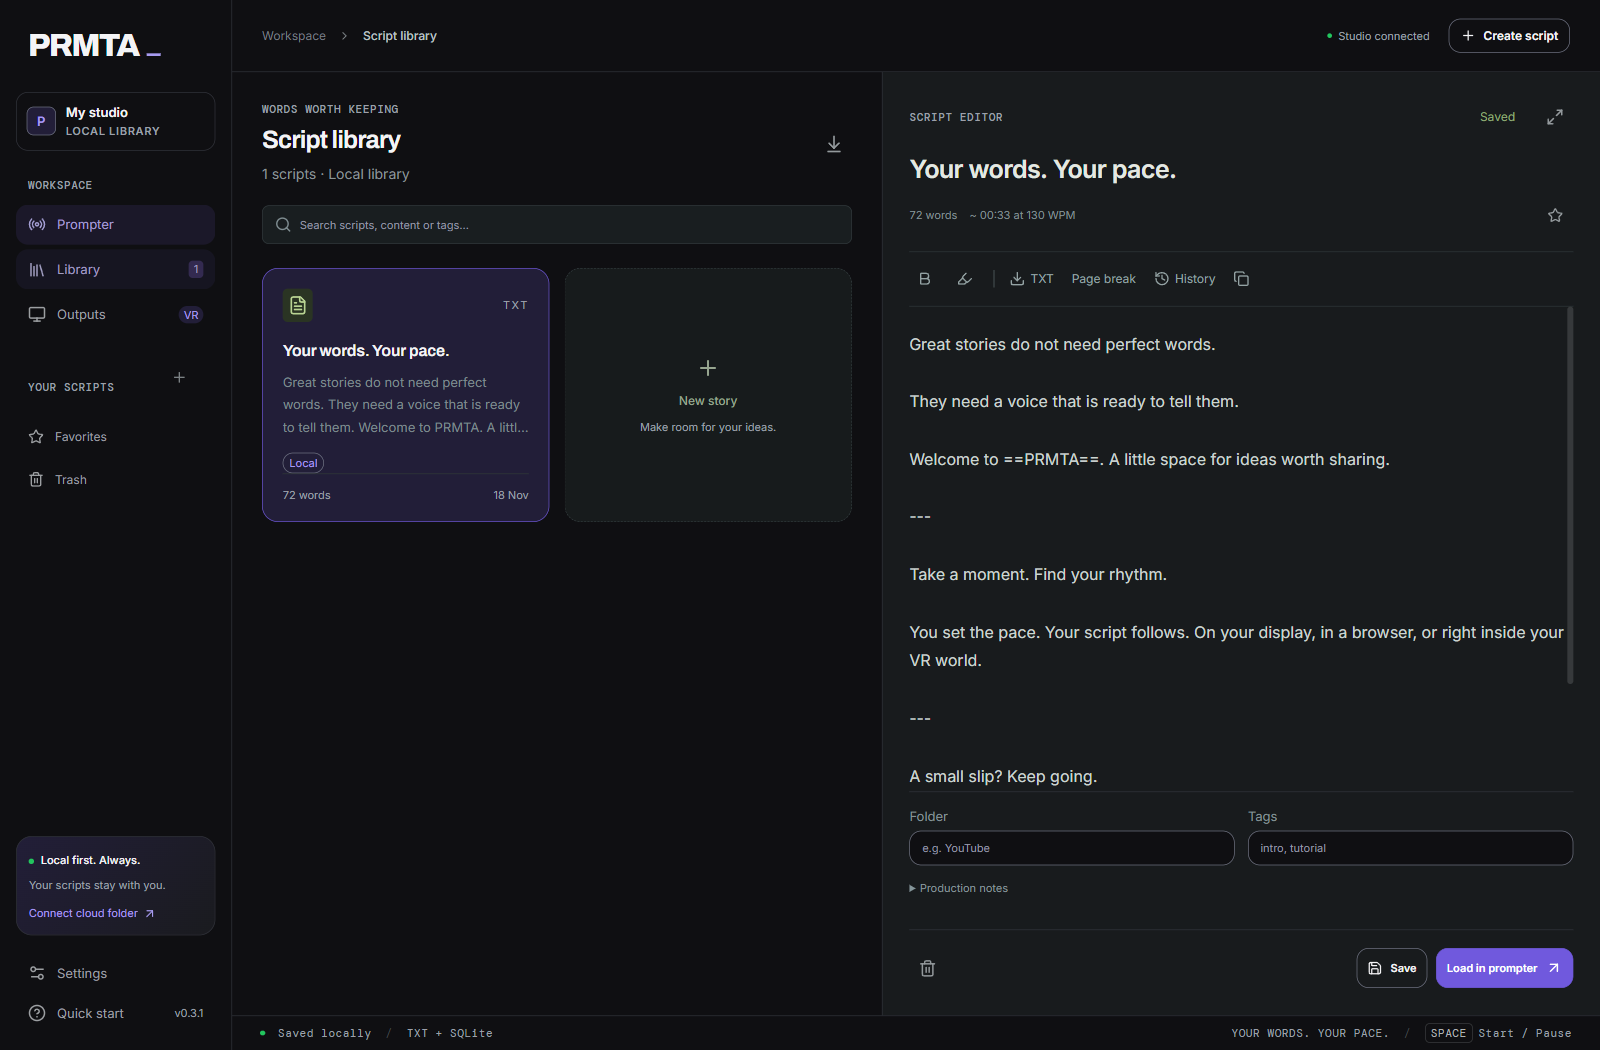 PRMTA _
P
My studio
LOCAL LIBRARY
WORKSPACE
Prompter
Library
1
Outputs
VR
YOUR SCRIPTS
Favorites
Trash
Local first. Always.
Your scripts stay with you.
Connect cloud folder
Settings
Quick start
v0.3.1
Workspace
Script library
Studio connected
Create script
WORDS WORTH KEEPING
Script library
1 scripts · Local library
Search scripts, content or tags...
TXT
Your words. Your pace.
Great stories do not need perfect
words. They need a voice that is ready
to tell them. Welcome to PRMTA. A littl...
Local
72 words
18 Nov
New story
Make room for your ideas.
SCRIPT EDITOR
Saved
Your words. Your pace.
72 words
~ 00:33 at 130 WPM
B
TXT
Page break
History
Great stories do not need perfect words.
They need a voice that is ready to tell them.
Welcome to ==PRMTA==. A little space for ideas worth sharing.
---
Take a moment. Find your rhythm.
You set the pace. Your script follows. On your display, in a browser, or right inside your
VR world.
---
A small slip? Keep going.
Folder
Tags
e.g. YouTube
intro, tutorial
Production notes
Save
Load in prompter
Saved locally / TXT + SQLite
YOUR WORDS. YOUR PACE. / SPACE Start / Pause